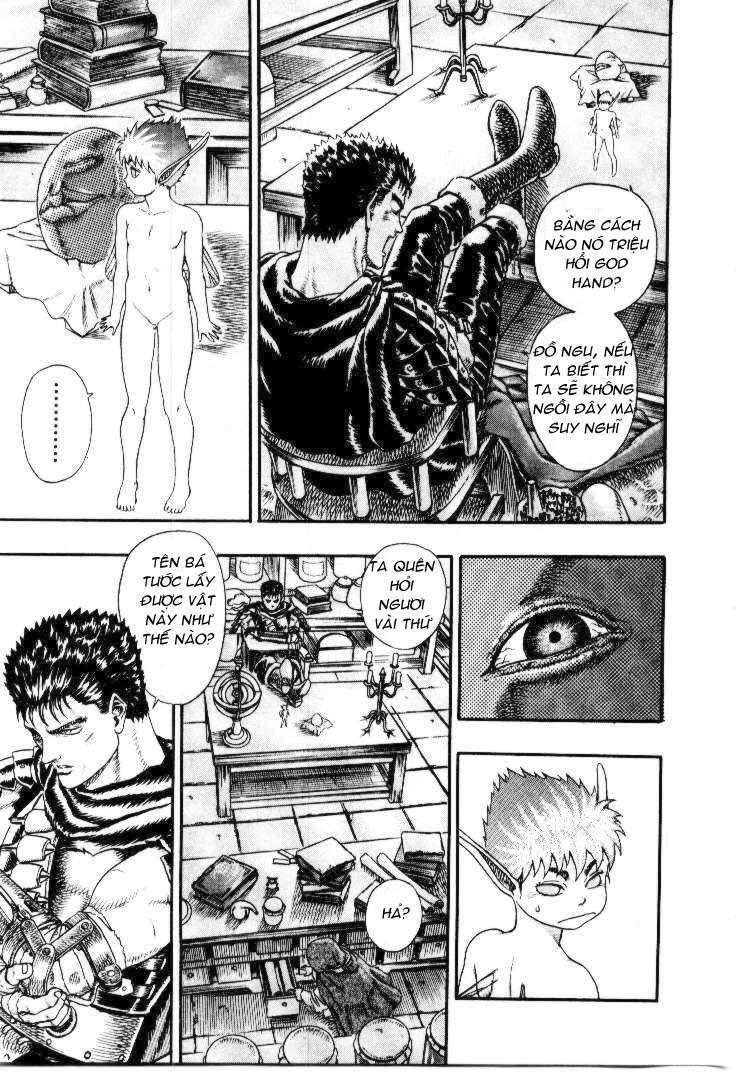 BẰNG CÁCH
NÀO NÓ TRIỆU
HỒI GOD
HAND?
ĐỒ NGU, NẾU
TA BIẾT THÌ
TA SẼ KHÔNG
NGỒI ĐÂY MÀ
SUY NGHĨ
.........
TA QUÊN
HỎI
NGƯƠI
VÀI THỨ
HẢ?
TÊN BÁ
TƯỚC LẤY
ĐƯỢC VẬT
NÀY NHƯ
THẾ NÀO?